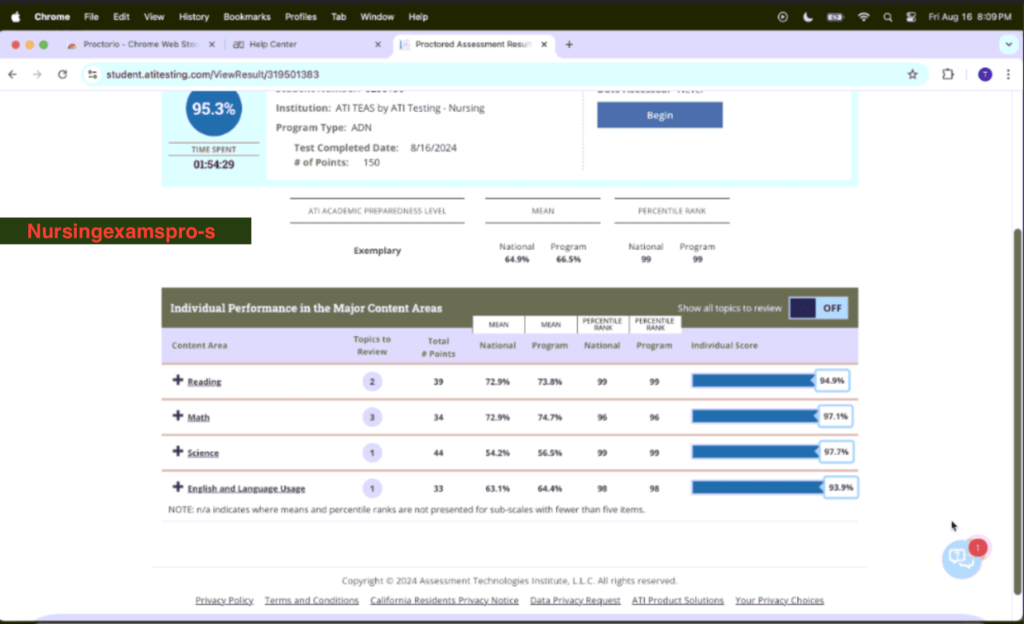 Chrome File Edit View History Bookmarks Profiles Tab Window Help Fri Aug 16 8:09 PM
Proctorio - Chrome Web Sto Help Center Proctored Assessment Resul
student.atitesting.com/ViewResult/319501383
T
95.3%
TIME SPENT
01:54:29
Institution: ATI TEAS by ATI Testing - Nursing
Program Type: ADN
Test Completed Date: 8/16/2024
# of Points: 150
Begin
ATI ACADEMIC PREPAREDNESS LEVEL MEAN PERCENTILE RANK
Nursingexamspro-s
Exemplary
National Program National Program
64.9% 66.5% 99 99
Individual Performance in the Major Content Areas Show all topics to review OFF
MEAN MEAN PERCENTILE RANK PERCENTILE RANK
Content Area Topics to Review Total # Points National Program National Program Individual Score
Reading 2 39 72.9% 73.8% 99 99 94.9%
Math 3 34 72.9% 74.7% 96 96 97.1%
Science 1 44 54.2% 56.5% 99 99 97.7%
English and Language Usage 1 33 63.1% 64.4% 98 98 93.9%
NOTE: n/a indicates where means and percentile ranks are not presented for sub-scales with fewer than five items.
1
Copyright © 2024 Assessment Technologies Institute, L.L.C. All rights reserved.
Privacy Policy Terms and Conditions California Residents Privacy Notice Data Privacy Request ATI Product Solutions Your Privacy Choices